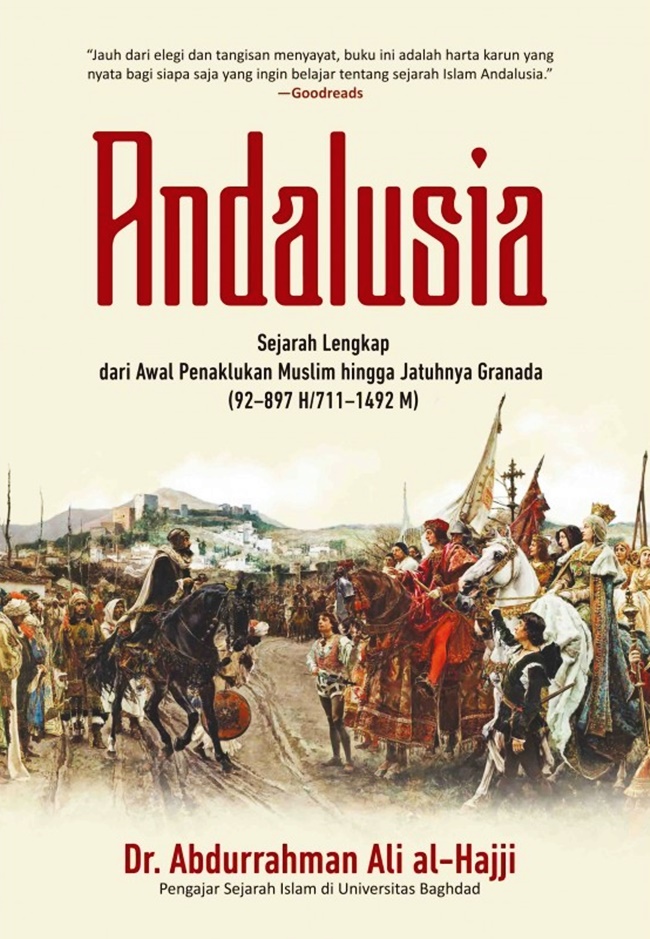 “Jauh dari elegi dan tangisan menyayat, buku ini adalah harta karun yang
nyata bagi siapa saja yang ingin belajar tentang sejarah Islam Andalusia.”
—Goodreads
Andalusia
Sejarah Lengkap
dari Awal Penaklukan Muslim hingga Jatuhnya Granada
(92–897 H/711–1492 M)
Dr. Abdurrahman Ali al-Hajji
Pengajar Sejarah Islam di Universitas Baghdad